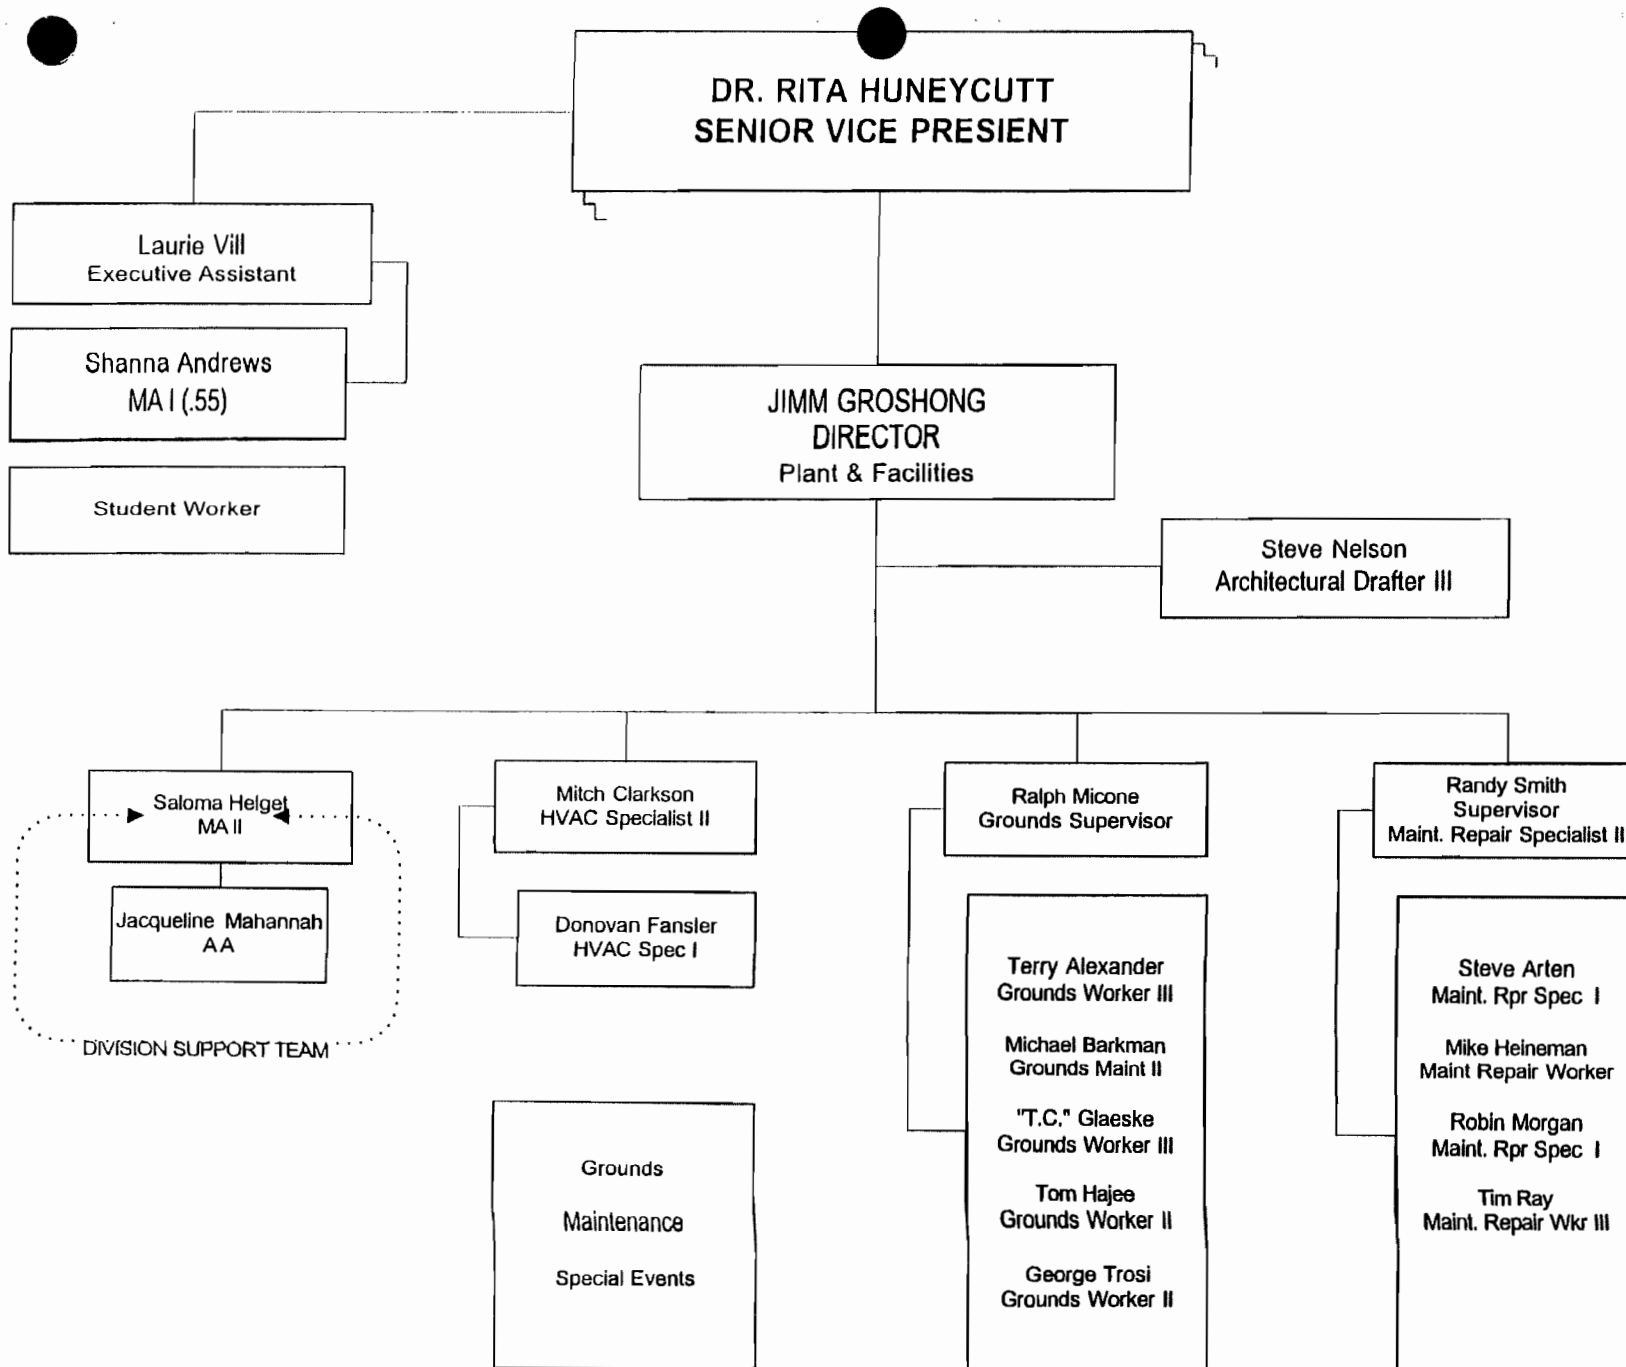 DR. RITA HUNEYCUTT
SENIOR VICE PRESIENT
Laurie Vill
Executive Assistant
Shanna Andrews
MA I (.55)
Student Worker
JIMM GROSHONG
DIRECTOR
Plant & Facilities
Steve Nelson
Architectural Drafter III
Saloma Helget
MA II
Jacqueline Mahannah
AA
DIVISION SUPPORT TEAM
Mitch Clarkson
HVAC Specialist II
Donovan Fansler
HVAC Spec I
Grounds
Maintenance
Special Events
Ralph Micone
Grounds Supervisor
Terry Alexander
Grounds Worker III
Michael Barkman
Grounds Maint II
"T.C." Glaeske
Grounds Worker III
Tom Hajee
Grounds Worker II
George Trosi
Grounds Worker II
Randy Smith
Supervisor
Maint. Repair Specialist II
Steve Arten
Maint. Rpr Spec I
Mike Heineman
Maint Repair Worker
Robin Morgan
Maint. Rpr Spec I
Tim Ray
Maint. Repair Wkr III